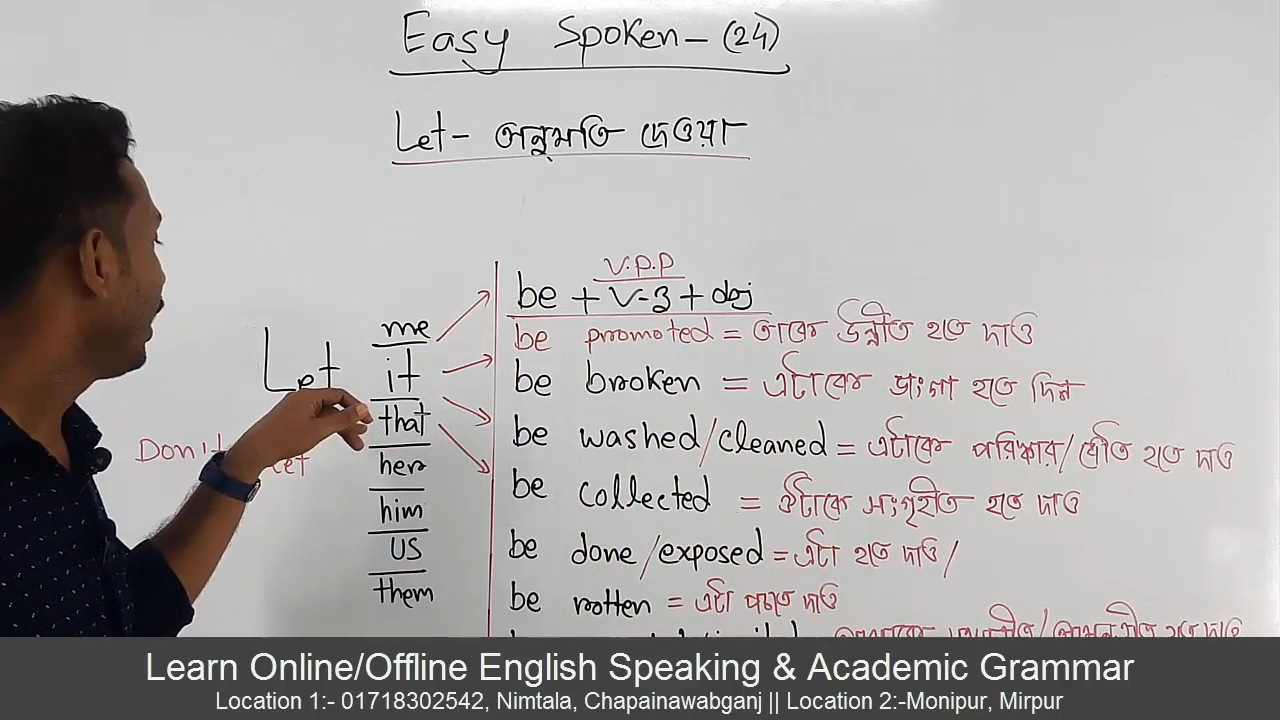 Easy Spoken - (24)
Let - অনুমতি দেওয়া
V.P.P
be + V-3 + obj
Let
me
it
that
her
him
US
them
Don't Let
be promoted = তাকে উন্নীত হতে দাও
be broken = এটাকে ভাংগা হতে দিন
be washed/cleaned = এটাকে পরিষ্কার/ধৌত হতে দাও
be collected = ঐটাকে সংগৃহীত হতে দাও
be done/exposed = এটা হতে দাও/
be rotten = এটা পচতে দাও
Learn Online/Offline English Speaking & Academic Grammar
Location 1:- 01718302542, Nimtala, Chapainawabganj || Location 2:-Monipur, Mirpur